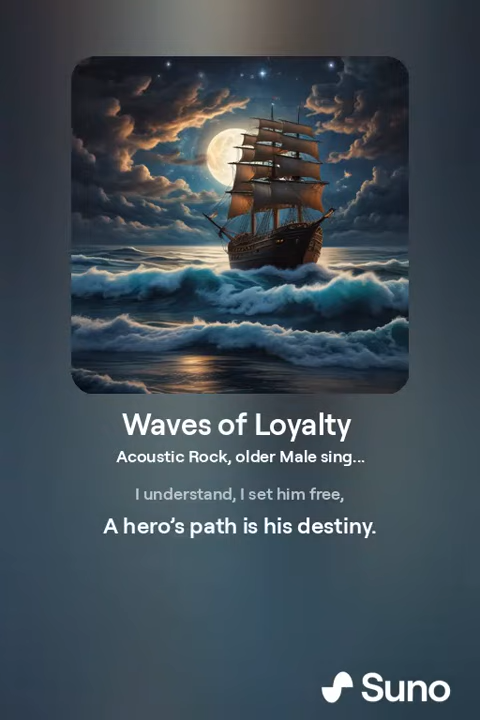 Waves of Loyalty
Acoustic Rock, older Male sing...
I understand, I set him free,
A hero's path is his destiny.
Suno